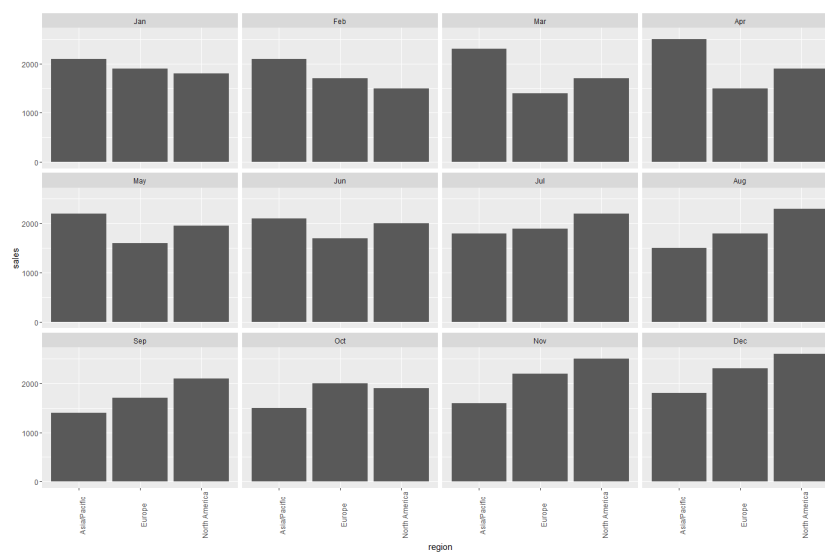 Jan Feb Mar Apr
2000
1000
0
May Jun Jul Aug
2000
1000
0
sales
Sep Oct Nov Dec
2000
1000
0
Asia/Pacific Europe North America Asia/Pacific Europe North America Asia/Pacific Europe North America Asia/Pacific Europe North America
region